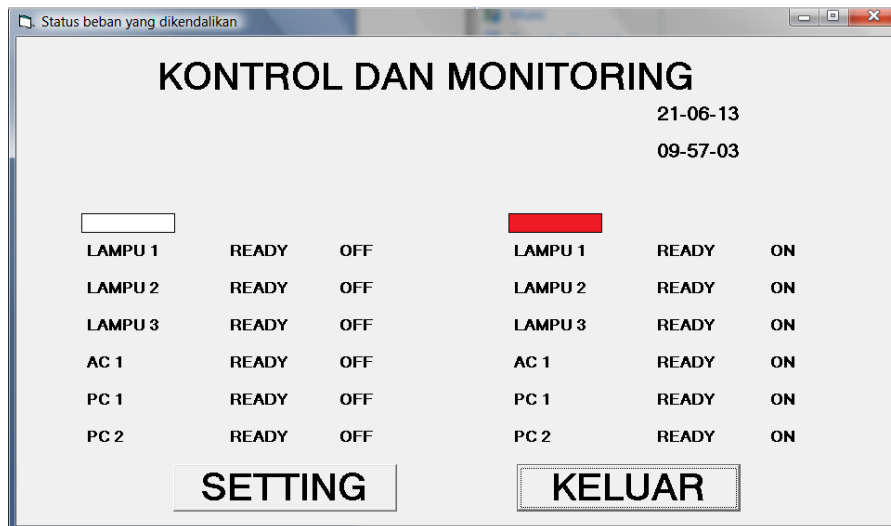 Status beban yang dikendalikan
KONTROL DAN MONITORING
21-06-13
09-57-03
LAMPU 1 READY OFF LAMPU 1 READY ON
LAMPU 2 READY OFF LAMPU 2 READY ON
LAMPU 3 READY OFF LAMPU 3 READY ON
AC 1 READY OFF AC 1 READY ON
PC 1 READY OFF PC 1 READY ON
PC 2 READY OFF PC 2 READY ON
SETTING KELUAR